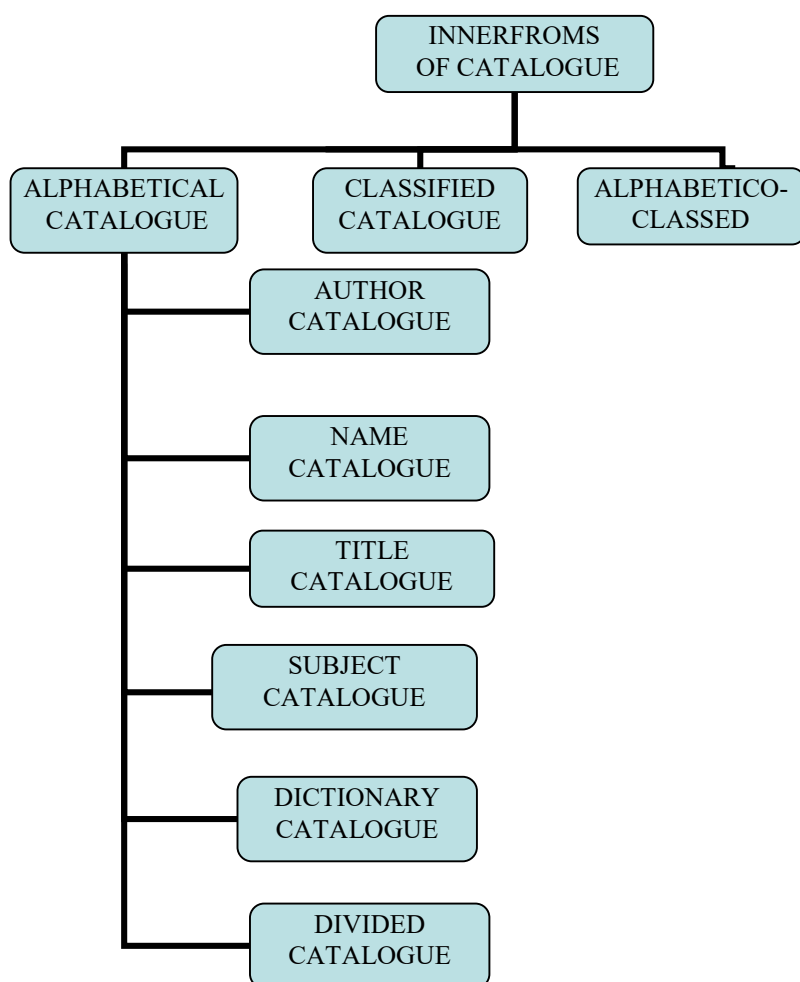 INNERFROMS
OF CATALOGUE
ALPHABETICAL
CATALOGUE
CLASSIFIED
CATALOGUE
ALPHABETICO-
CLASSED
AUTHOR
CATALOGUE
NAME
CATALOGUE
TITLE
CATALOGUE
SUBJECT
CATALOGUE
DICTIONARY
CATALOGUE
DIVIDED
CATALOGUE